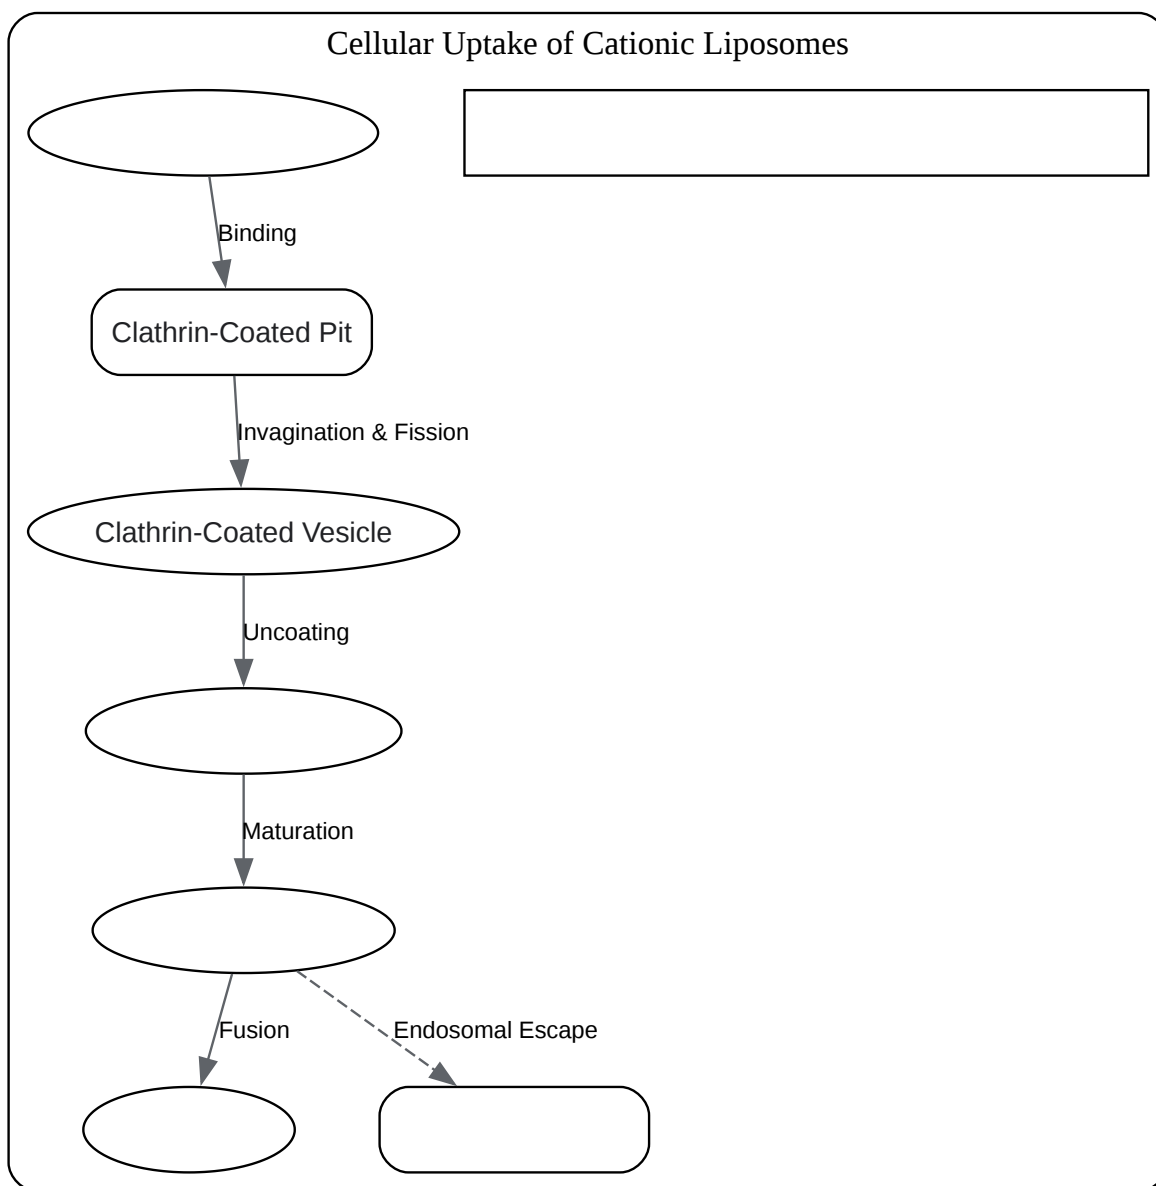 Cellular Uptake of Cationic Liposomes
Binding
Clathrin-Coated Pit
Invagination & Fission
Clathrin-Coated Vesicle
Uncoating
Maturation
Fusion
Endosomal Escape